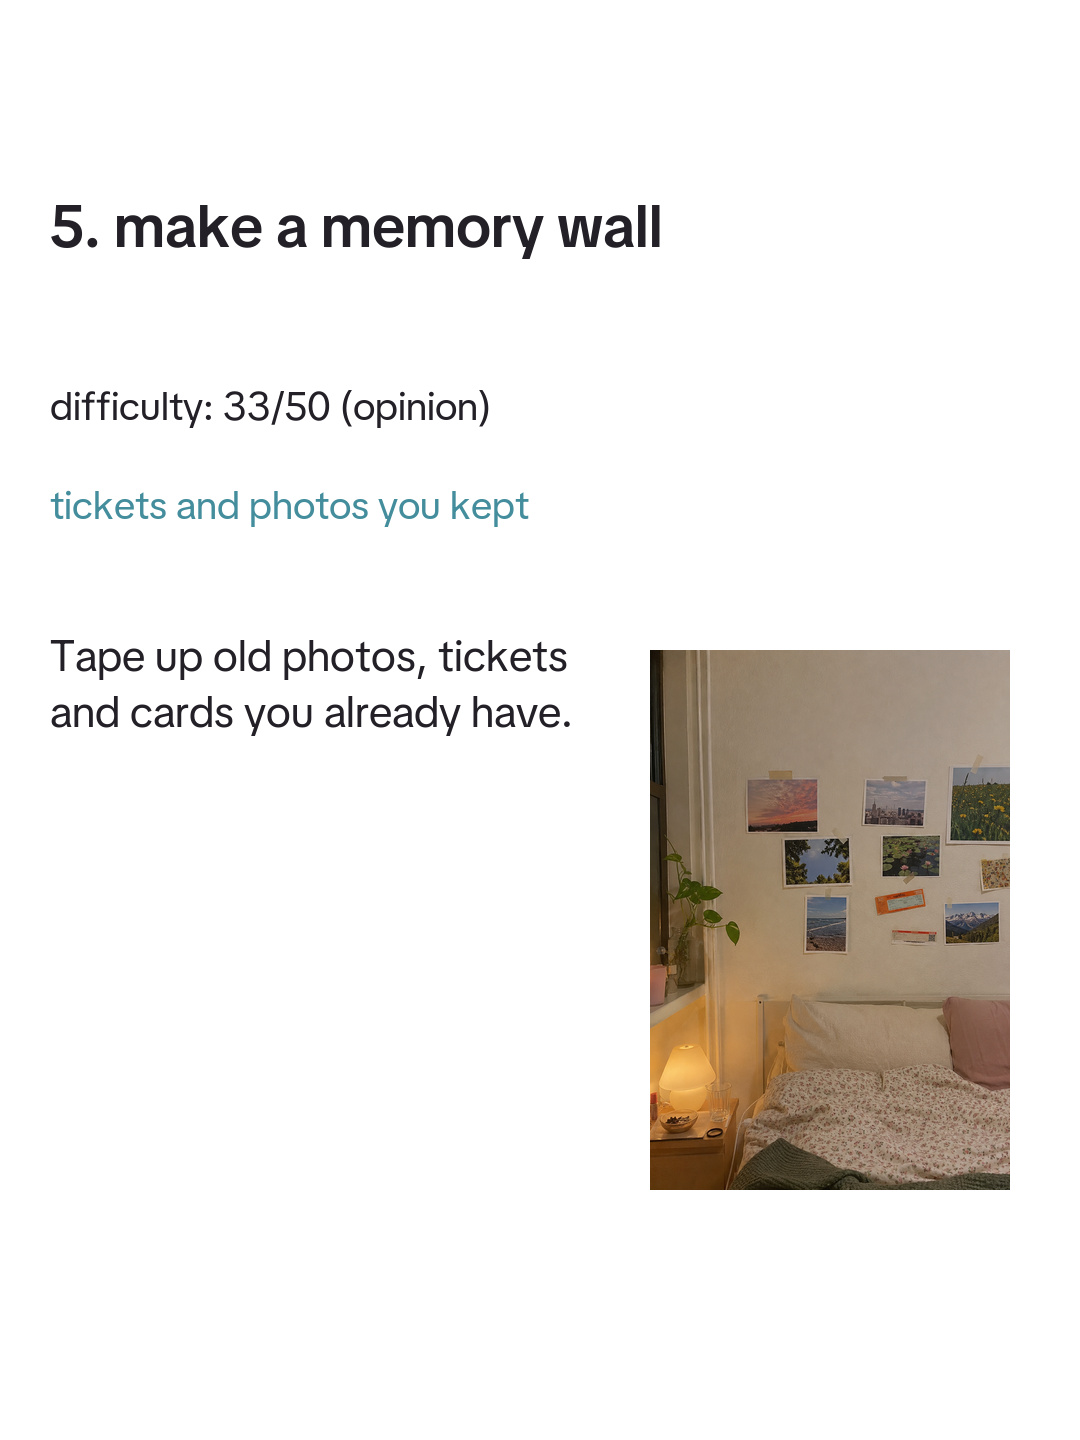 5. make a memory wall
difficulty: 33/50 (opinion)
tickets and photos you kept
Tape up old photos, tickets
and cards you already have.